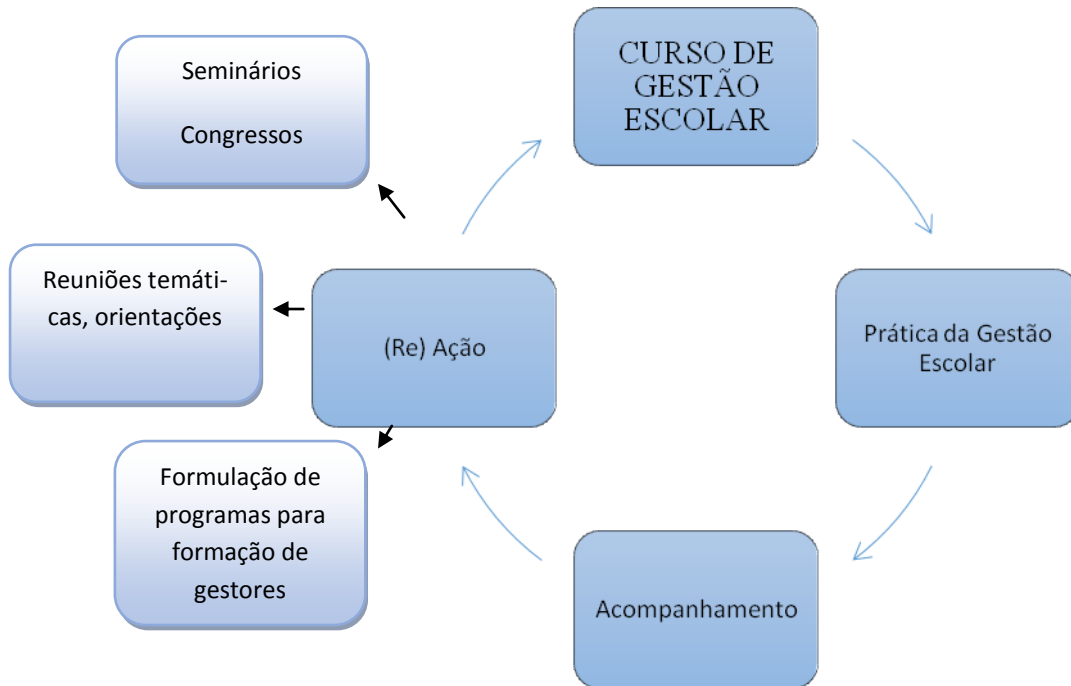 Seminários
Congressos
CURSO DE
GESTÃO
ESCOLAR
Reuniões temáti-
cas, orientações
(Re) Ação
Prática da Gestão
Escolar
Formulação de
programas para
formação de
gestores
Acompanhamento